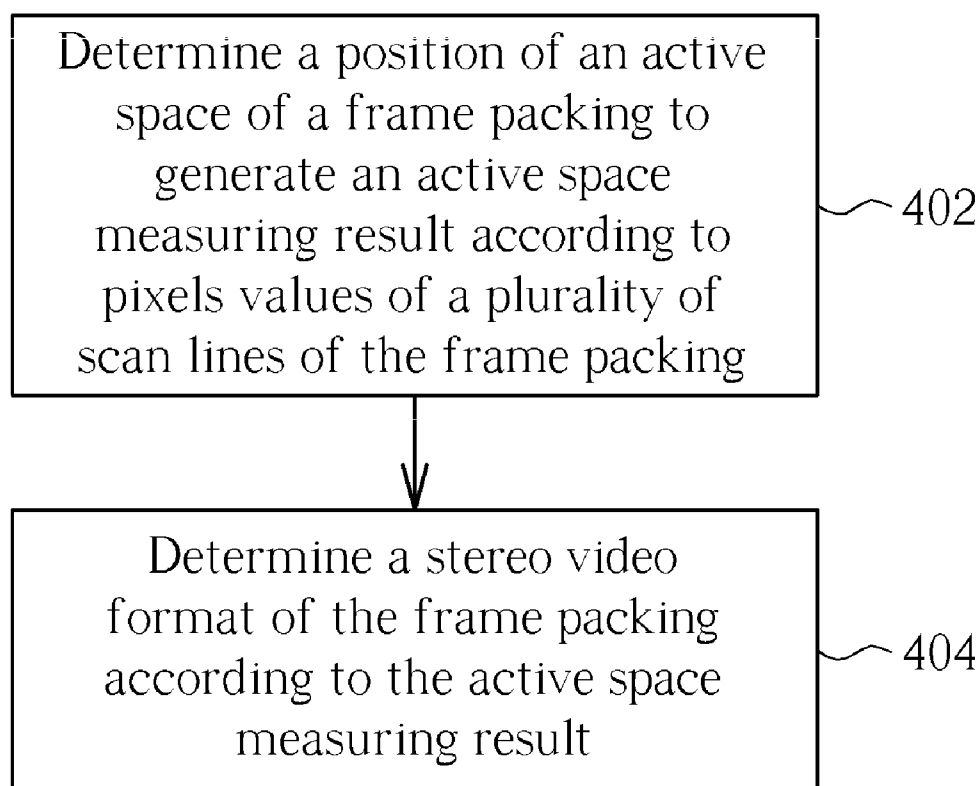 Determine a position of an active
space of a frame packing to
generate an active space
measuring result according to
pixels values of a plurality of
scan lines of the frame packing
402
Determine a stereo video
format of the frame packing
according to the active space
measuring result
404